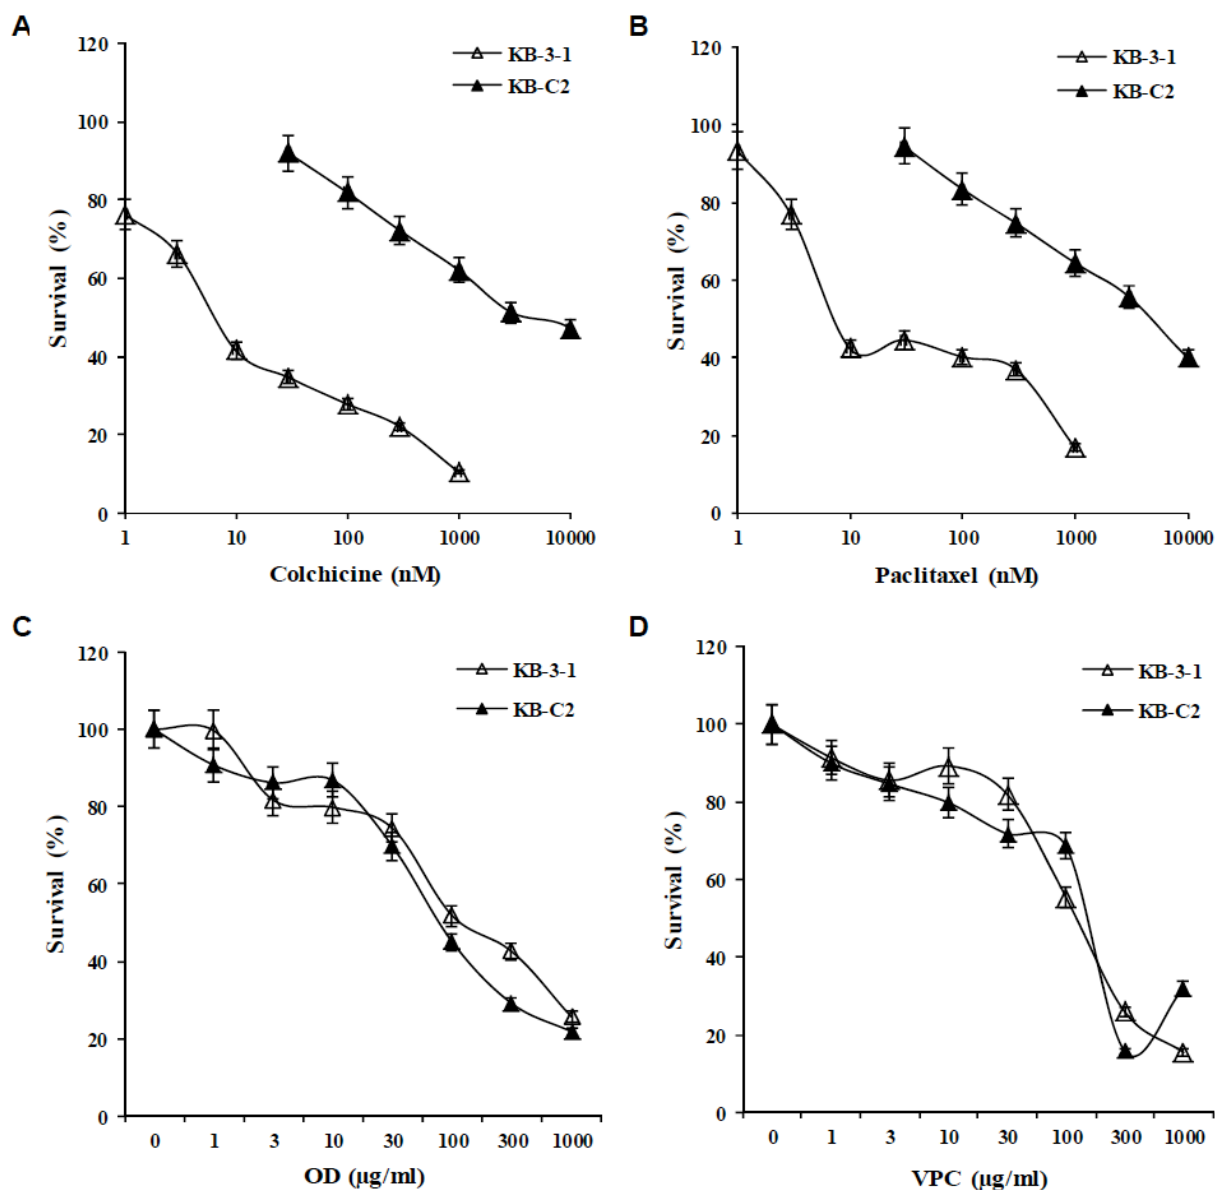 A
120
100
80
60
40
20
0
Survival (%)
KB-3-1
KB-C2
1 10 100 1000 10000
Colchicine (nM)
B
120
100
80
60
40
20
0
Survival (%)
KB-3-1
KB-C2
1 10 100 1000 10000
Paclitaxel (nM)
C
120
100
80
60
40
20
0
Survival (%)
KB-3-1
KB-C2
0 1 3 10 30 100 300 1000
OD (µg/ml)
D
120
100
80
60
40
20
0
Survival (%)
KB-3-1
KB-C2
0 1 3 10 30 100 300 1000
VPC (µg/ml)